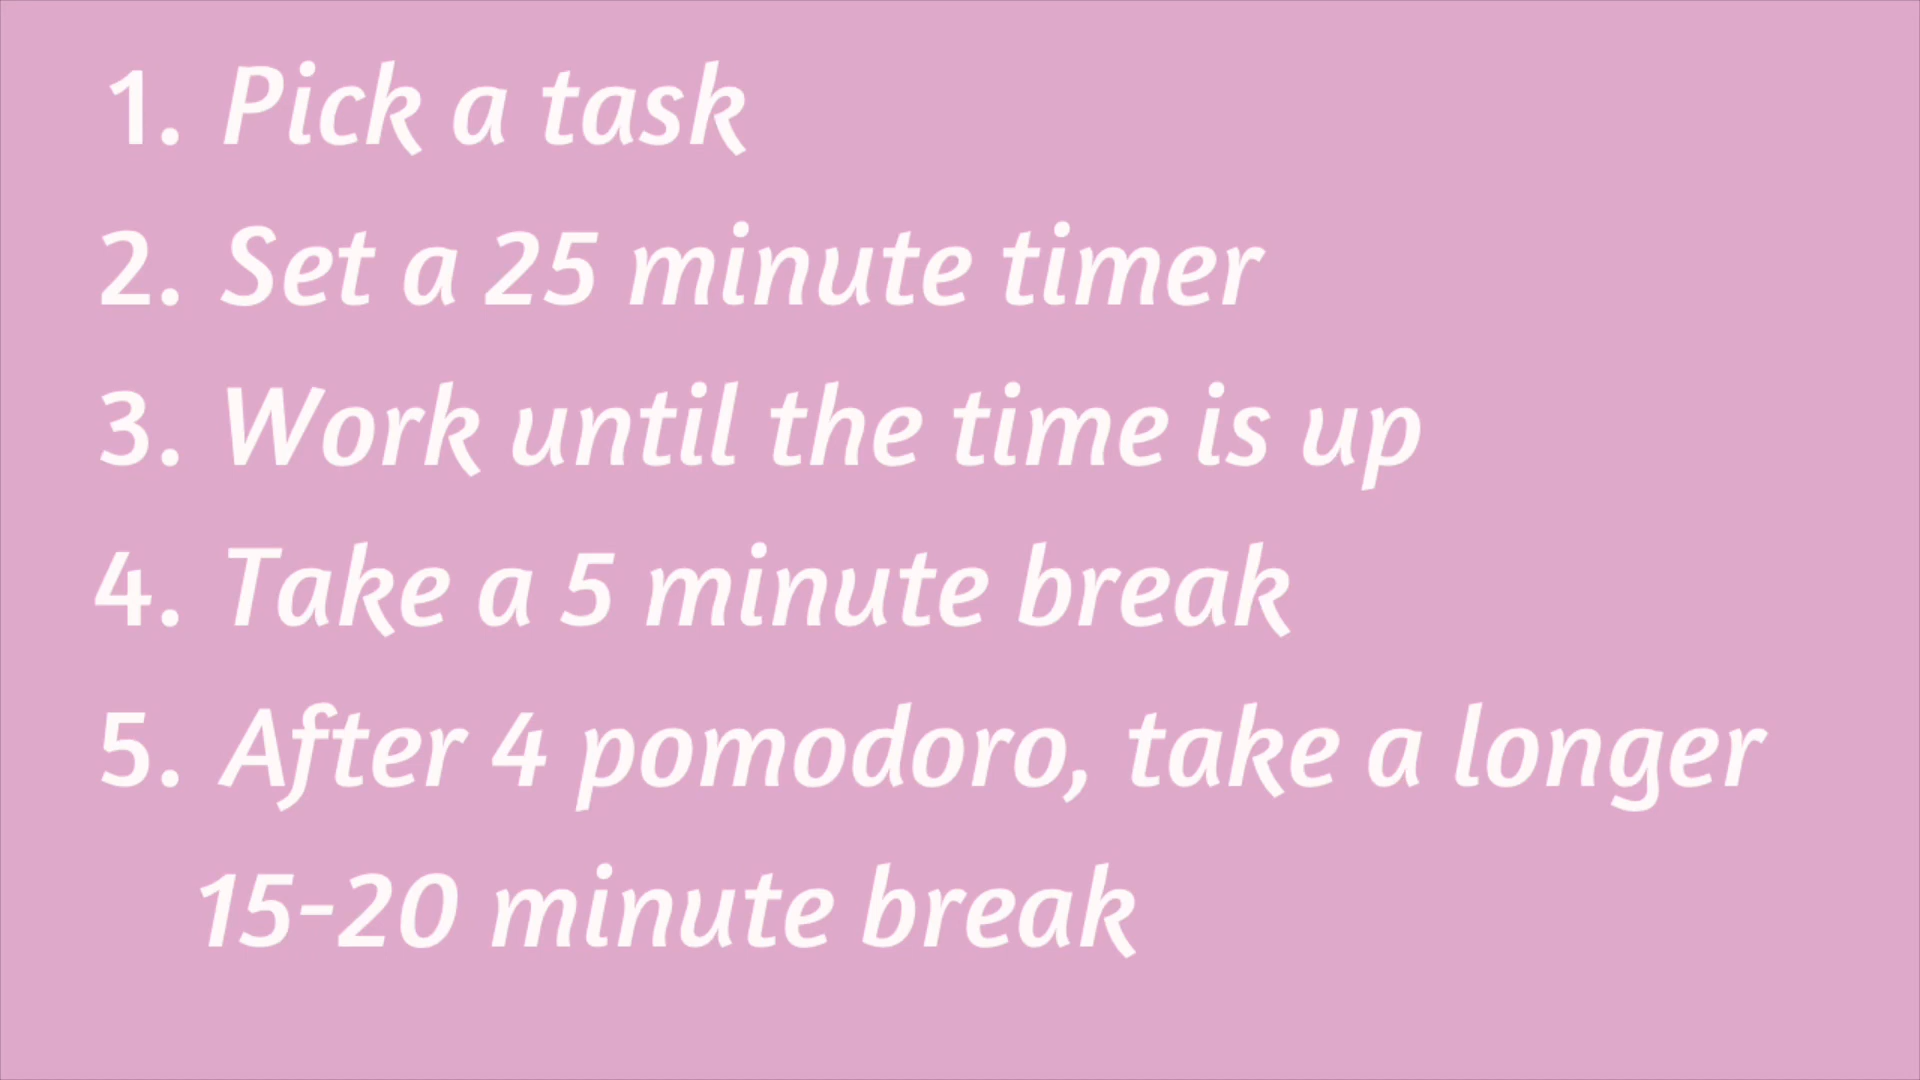 1. Pick a task
2. Set a 25 minute timer
3. Work until the time is up
4. Take a 5 minute break
5. After 4 pomodoro, take a longer
15-20 minute break